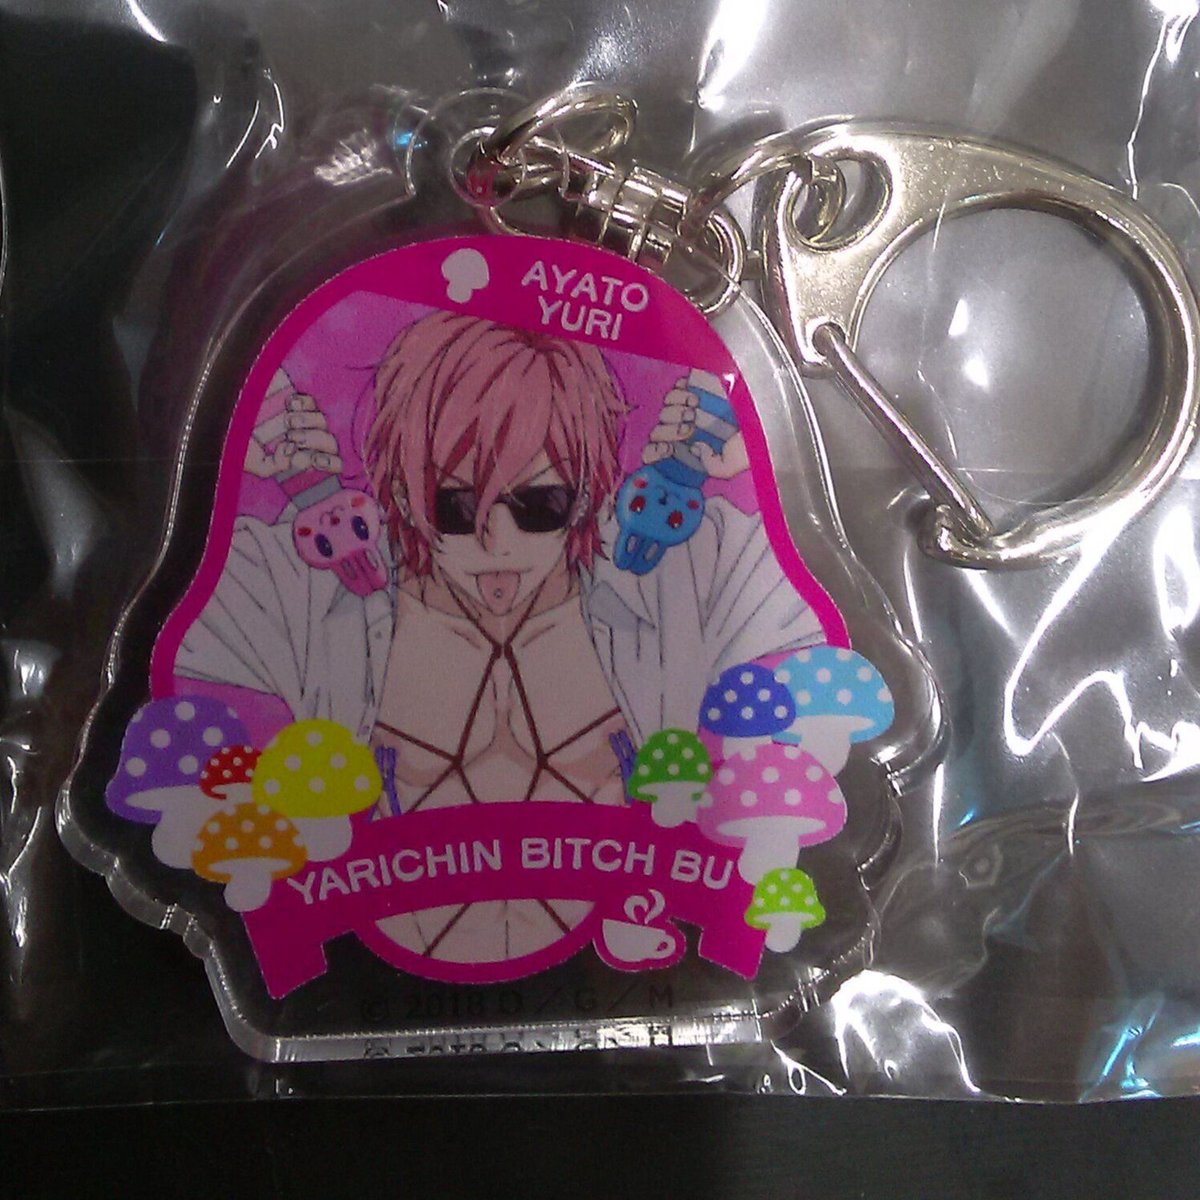 AYATO
YURI
YARICHIN BITCH BU
© 2018 O/G/M